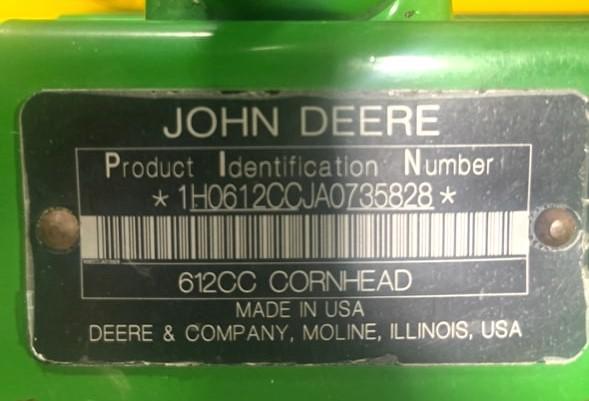 JOHN DEERE
Product Identification Number
*1H0612CCJA0735828*
612CC CORNHEAD
MADE IN USA
DEERE & COMPANY, MOLINE, ILLINOIS, USA